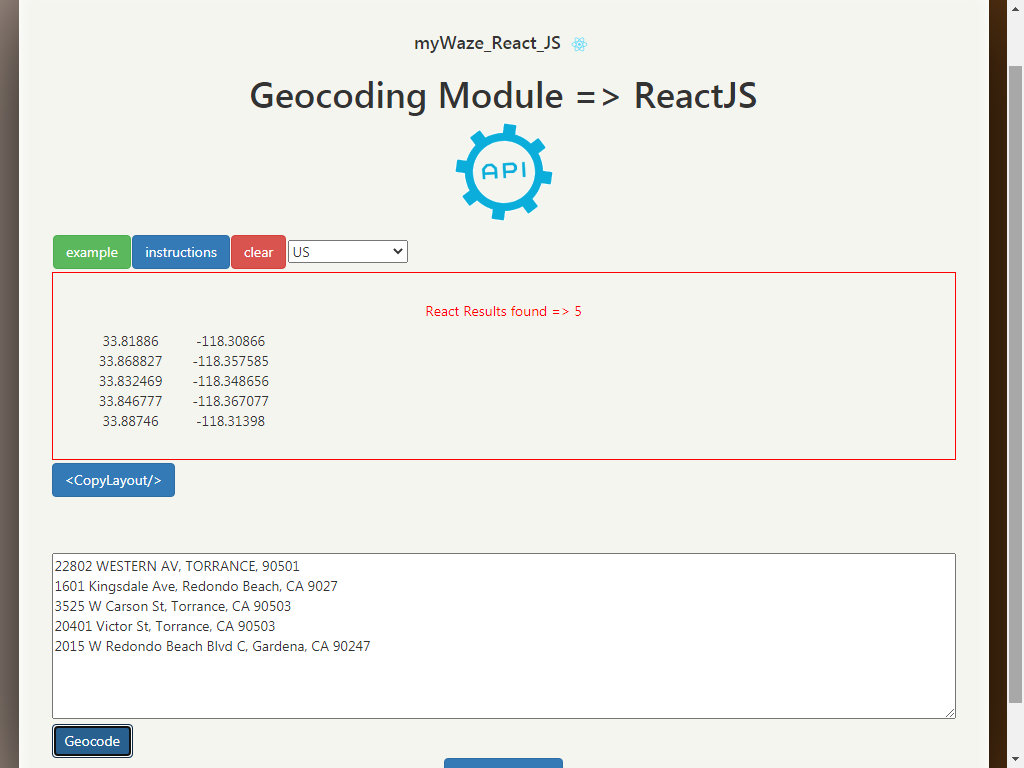 myWaze_React_JS
Geocoding Module => ReactJS
API
example instructions clear US
React Results found => 5
33.81886 -118.30866
33.868827 -118.357585
33.832469 -118.348656
33.846777 -118.367077
33.88746 -118.31398
<CopyLayout/>
22802 WESTERN AV, TORRANCE, 90501
1601 Kingsdale Ave, Redondo Beach, CA 9027
3525 W Carson St, Torrance, CA 90503
20401 Victor St, Torrance, CA 90503
2015 W Redondo Beach Blvd C, Gardena, CA 90247
Geocode